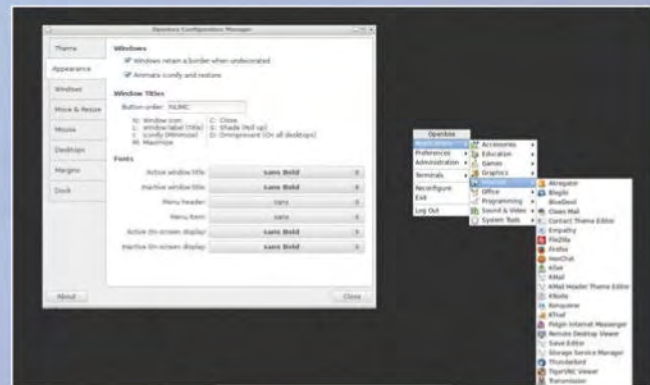 Openbox Configuration Manager
Theme
Appearance
Windows
Move & Resize
Mouse
Desktops
Margins
Dock
Windows
Windows retain a border when undecorated
Animate iconify and restore
Window Titles
Button order: NLIMC
N: Window icon C: Close
L: Window label (Title) S: Shade (Roll up)
I: Iconify (Minimize) D: Omnipresent (On all desktops)
M: Maximize
Fonts
Active window title: sans Bold
Inactive window title: sans Bold
Menu header: sans
Menu item: sans
Active On-screen display: sans Bold
Inactive On-screen display: sans Bold
About
Close
Openbox
Applications
Preferences
Administration
Terminals
Reconfigure
Exit
Log Out
Accessories
Education
Games
Graphics
Internet
Office
Programming
Sound & Video
System Tools
Akregator
Blogilo
BlueDevil
Claws Mail
Contact Theme Editor
Empathy
FileZilla
Firefox
HexChat
KGet
KMail
KMail Header Theme Editor
KNode
Konqueror
KTnef
Pidgin Internet Messenger
Remote Desktop Viewer
Sieve Editor
Storage Service Manager
Thunderbird
TigerVNC Viewer
Transmission